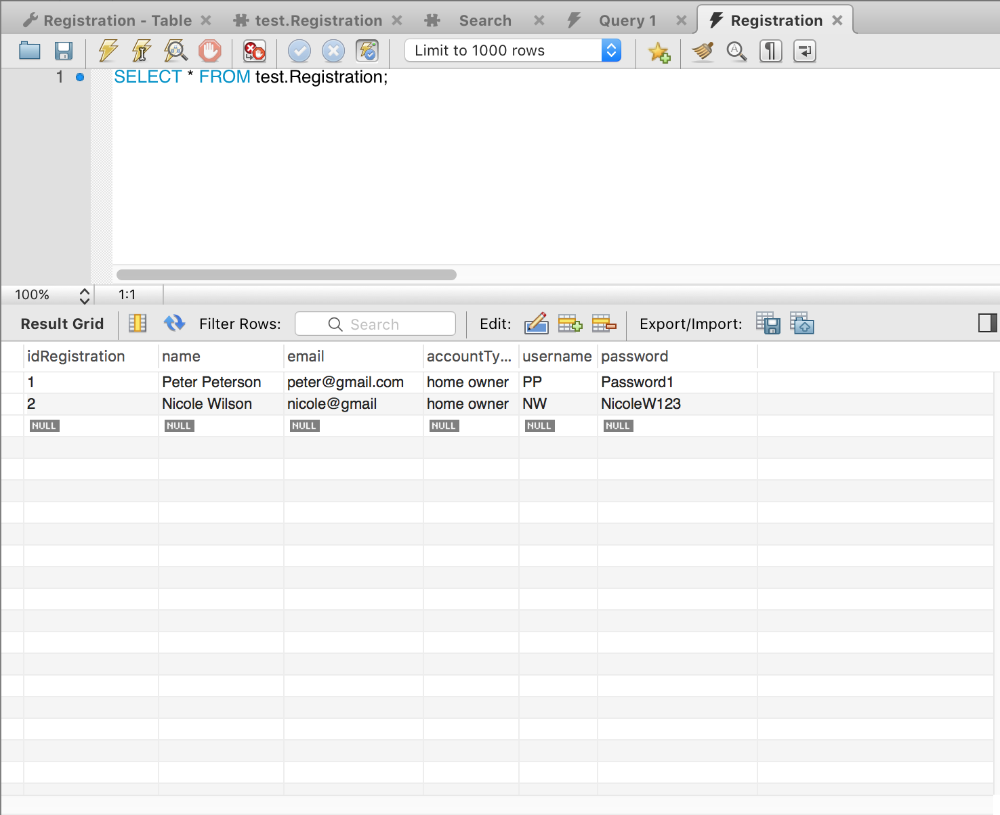 Registration - Table test.Registration Search Query 1 Registration
Limit to 1000 rows
1 SELECT * FROM test.Registration;
100% 1:1
Result Grid Filter Rows: Search Edit: Export/Import:
idRegistration name email accountTy... username password
1 Peter Peterson peter@gmail.com home owner PP Password1
2 Nicole Wilson nicole@gmail home owner NW NicoleW123
NULL NULL NULL NULL NULL NULL